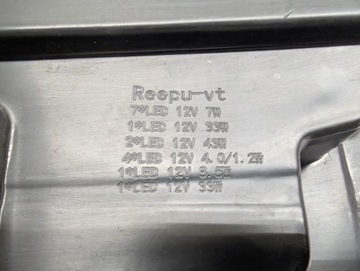 Reepu-vt
7*LED 12V 7W
1*LED 12V 33W
2*LED 12V 43W
4*LED 12V 4.0/1.2W
1*LED 12V 8.5W
1*LED 12V 33W